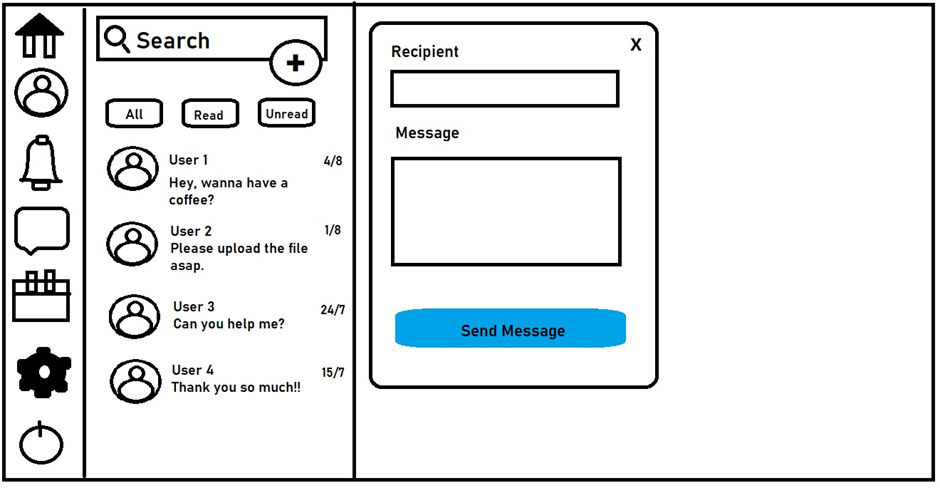 Search
+
All
Read
Unread
User 1
4/8
Hey, wanna have a
coffee?
User 2
1/8
Please upload the file
asap.
User 3
24/7
Can you help me?
User 4
15/7
Thank you so much!!
X
Recipient
Message
Send Message